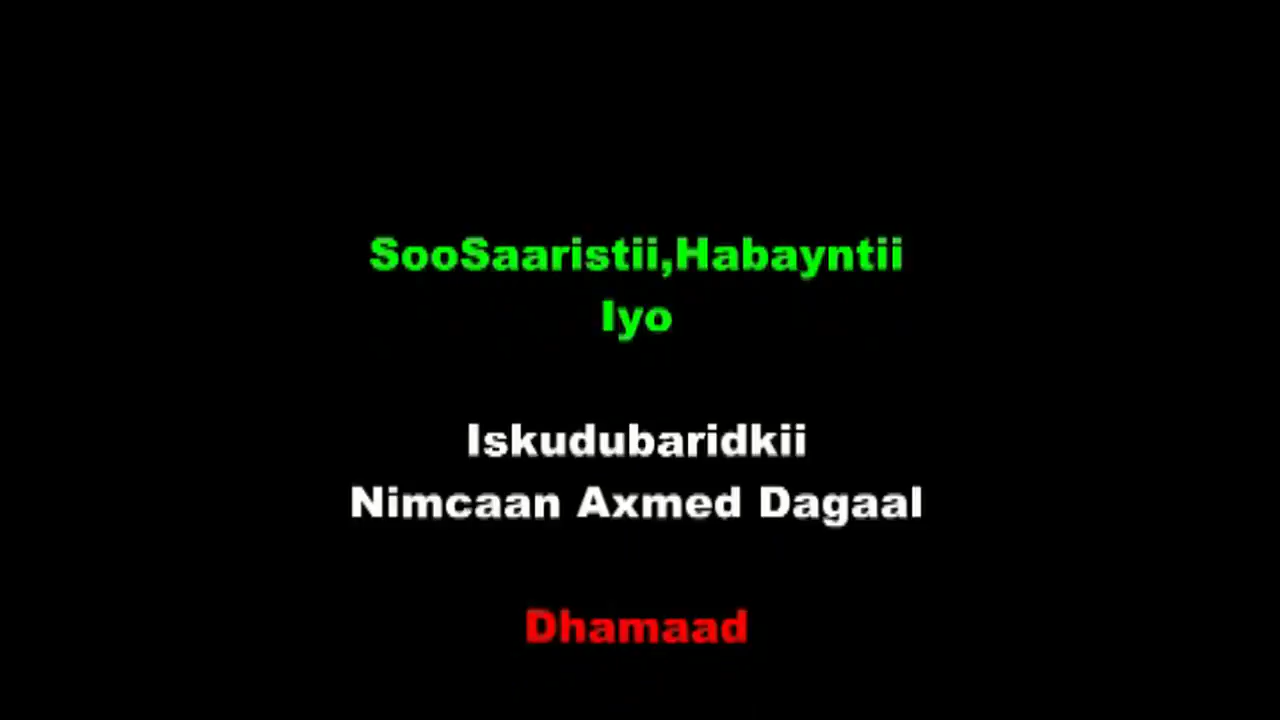 SooSaaristii,Habayntii
Iyo
Iskudubaridkii
Nimcaan Axmed Dagaal
Dhamaad